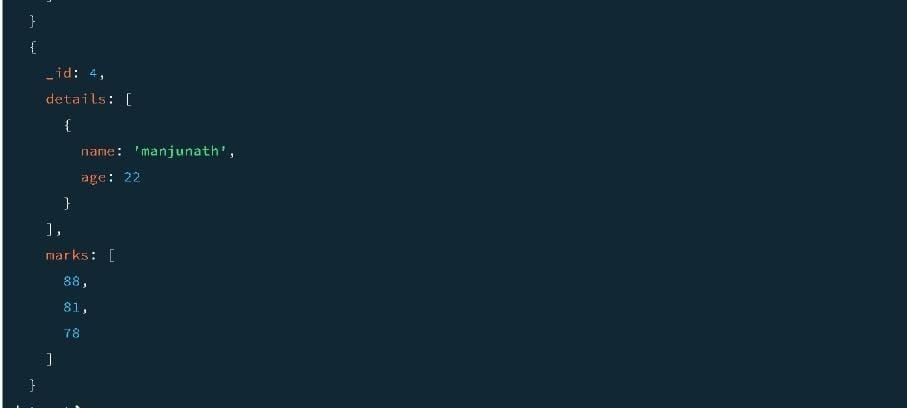 }
{
  _id: 4,
  details: [
    {
      name: 'manjunath',
      age: 22
    }
  ],
  marks: [
    88,
    81,
    78
  ]
}